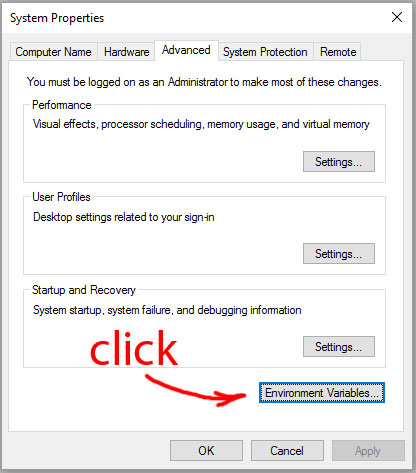 System Properties
Computer Name Hardware Advanced System Protection Remote
You must be logged on as an Administrator to make most of these changes.
Performance
Visual effects, processor scheduling, memory usage, and virtual memory
Settings...
User Profiles
Desktop settings related to your sign-in
Settings...
Startup and Recovery
System startup, system failure, and debugging information
Settings...
click
Environment Variables...
OK Cancel Apply